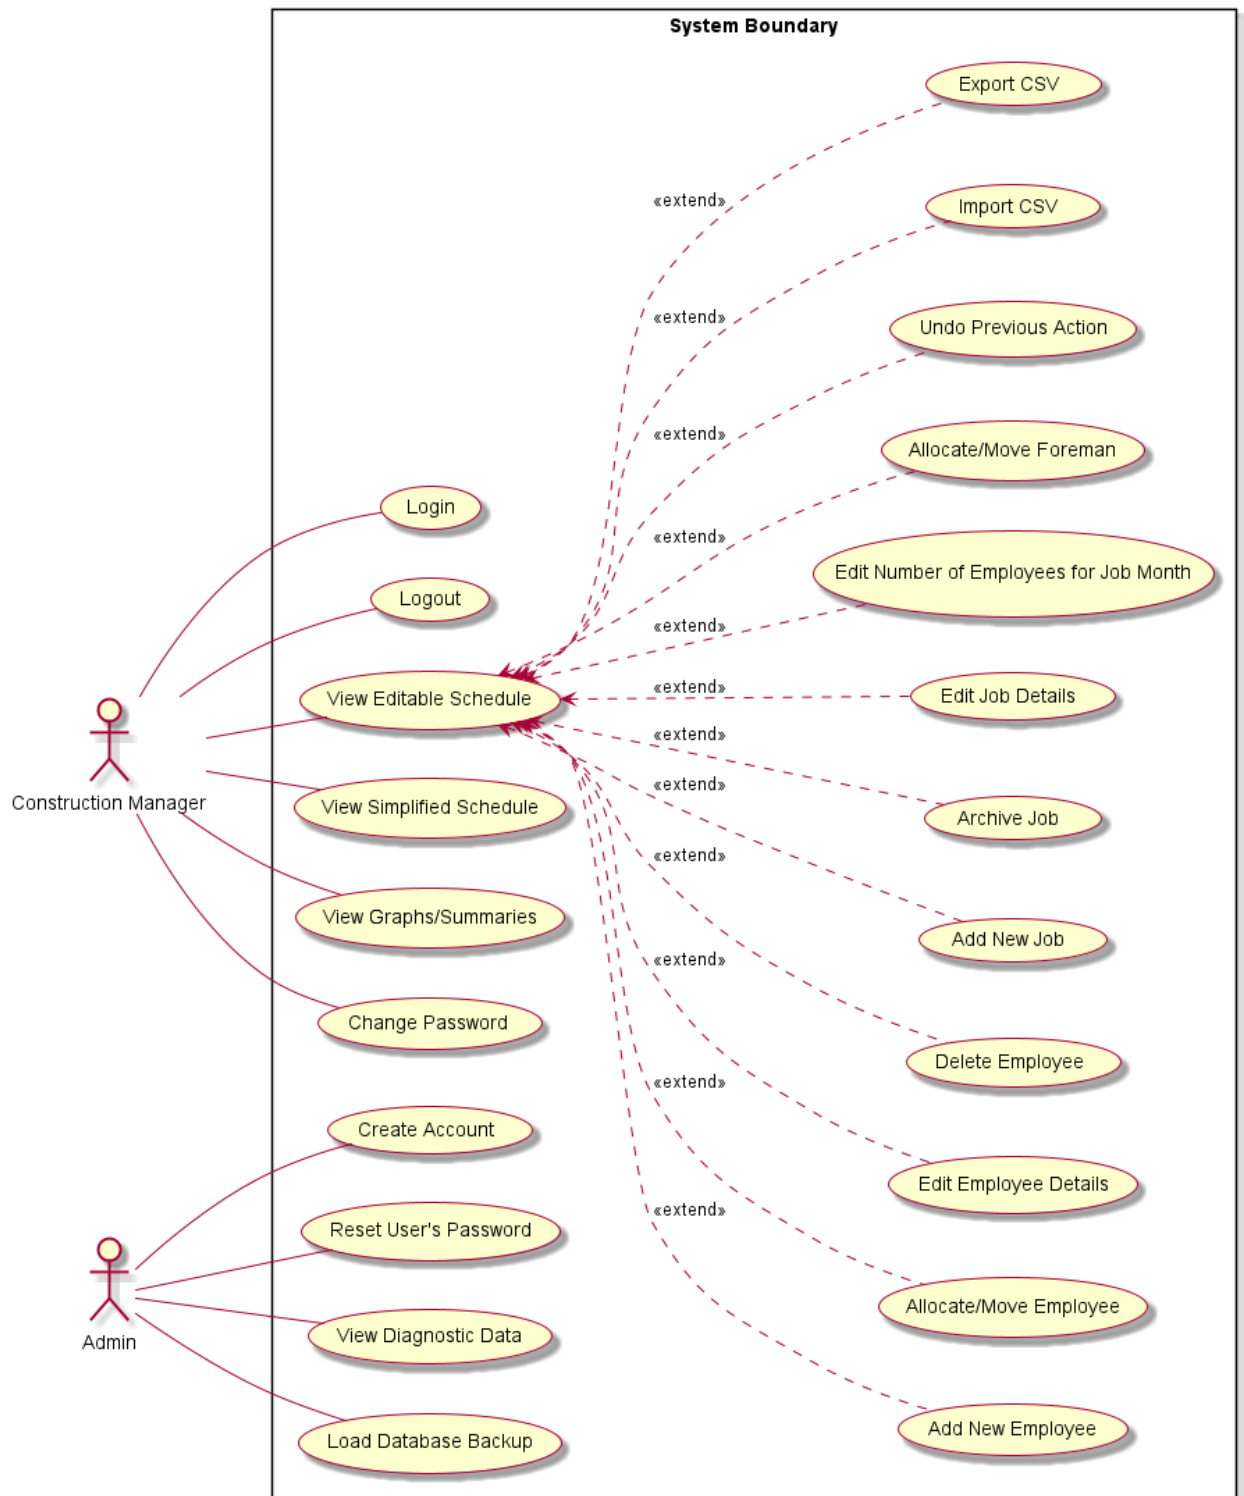 System Boundary
Export CSV
«extend»
Import CSV
«extend»
Undo Previous Action
«extend»
Allocate/Move Foreman
Login
«extend»
Edit Number of Employees for Job Month
Logout
«extend»
View Editable Schedule
«extend»
Edit Job Details
«extend»
Construction Manager
View Simplified Schedule
«extend»
Archive Job
«extend»
View Graphs/Summaries
Add New Job
«extend»
Change Password
Delete Employee
«extend»
Create Account
Edit Employee Details
Reset User's Password
«extend»
Admin
View Diagnostic Data
Allocate/Move Employee
Load Database Backup
Add New Employee